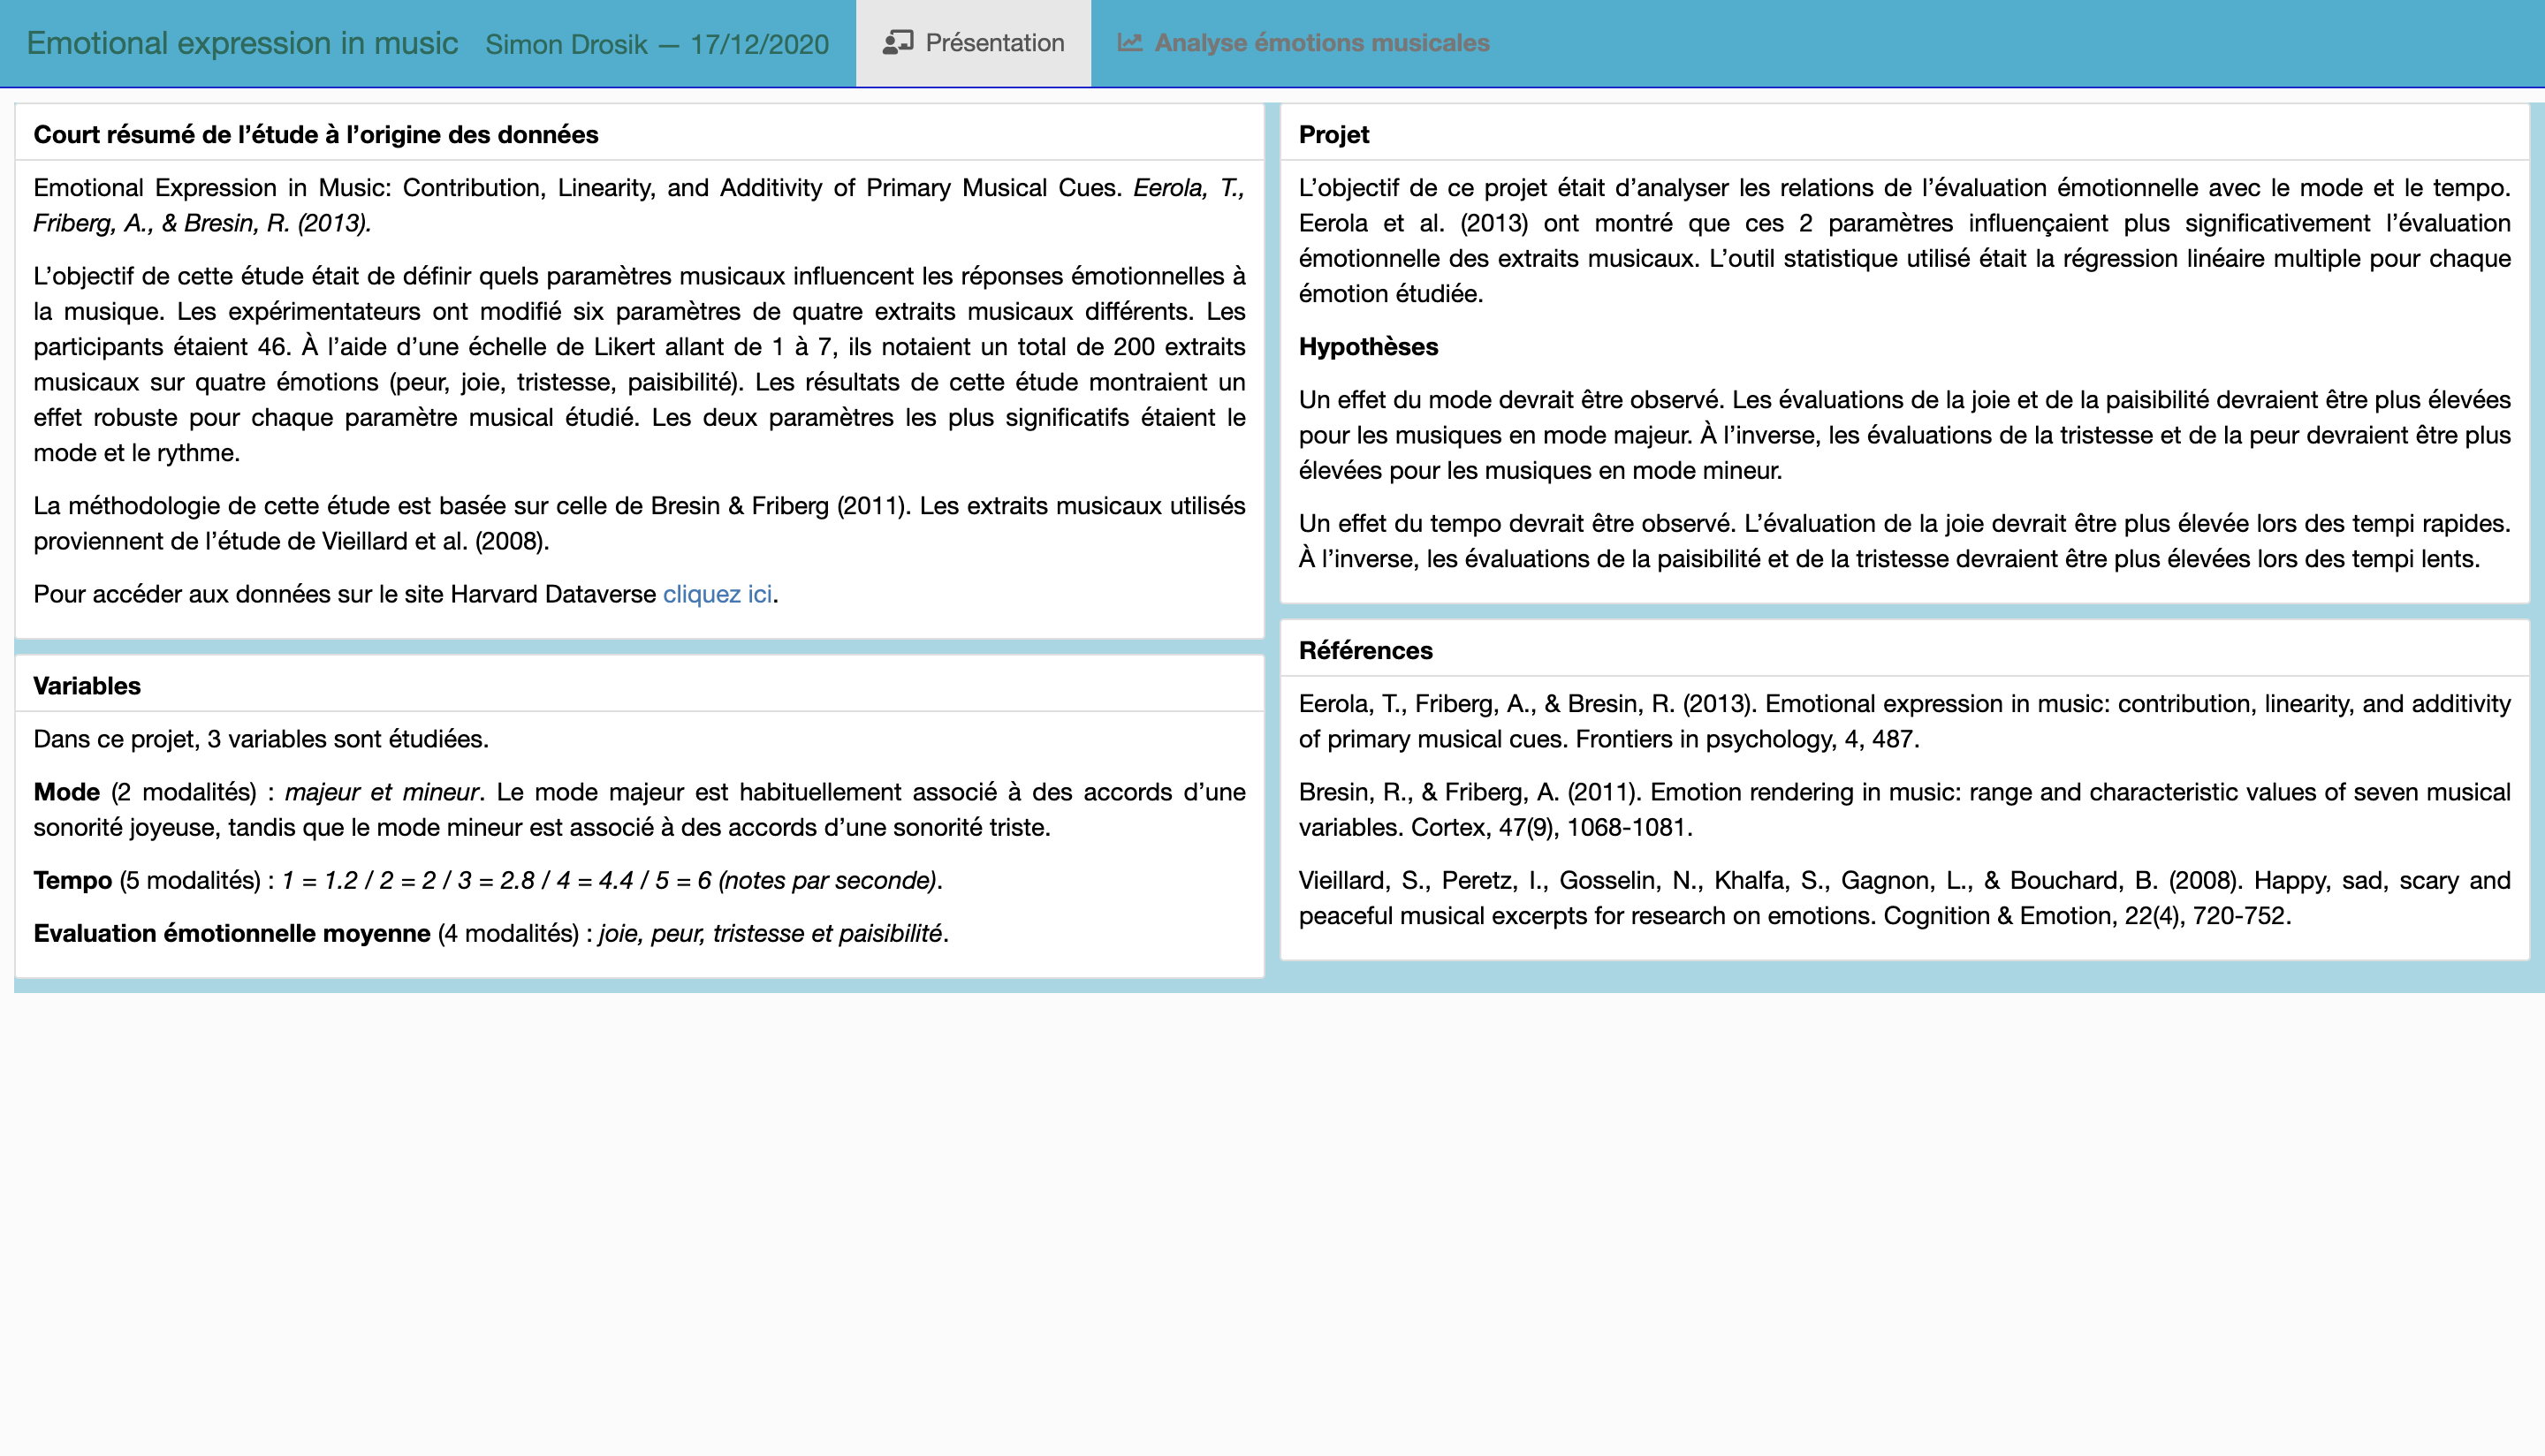 Emotional expression in music Simon Drosik — 17/12/2020 Présentation Analyse émotions musicales
Court résumé de l’étude à l’origine des données
Emotional Expression in Music: Contribution, Linearity, and Additivity of Primary Musical Cues. Eerola, T.,
Friberg, A., & Bresin, R. (2013).
L’objectif de cette étude était de définir quels paramètres musicaux influencent les réponses émotionnelles à
la musique. Les expérimentateurs ont modifié six paramètres de quatre extraits musicaux différents. Les
participants étaient 46. À l’aide d’une échelle de Likert allant de 1 à 7, ils notaient un total de 200 extraits
musicaux sur quatre émotions (peur, joie, tristesse, paisibilité). Les résultats de cette étude montraient un
effet robuste pour chaque paramètre musical étudié. Les deux paramètres les plus significatifs étaient le
mode et le rythme.
La méthodologie de cette étude est basée sur celle de Bresin & Friberg (2011). Les extraits musicaux utilisés
proviennent de l’étude de Vieillard et al. (2008).
Pour accéder aux données sur le site Harvard Dataverse cliquez ici.
Variables
Dans ce projet, 3 variables sont étudiées.
Mode (2 modalités) : majeur et mineur. Le mode majeur est habituellement associé à des accords d’une
sonorité joyeuse, tandis que le mode mineur est associé à des accords d’une sonorité triste.
Tempo (5 modalités) : 1 = 1.2 / 2 = 2 / 3 = 2.8 / 4 = 4.4 / 5 = 6 (notes par seconde).
Evaluation émotionnelle moyenne (4 modalités) : joie, peur, tristesse et paisibilité.
Projet
L’objectif de ce projet était d’analyser les relations de l’évaluation émotionnelle avec le mode et le tempo.
Eerola et al. (2013) ont montré que ces 2 paramètres influençaient plus significativement l’évaluation
émotionnelle des extraits musicaux. L’outil statistique utilisé était la régression linéaire multiple pour chaque
émotion étudiée.
Hypothèses
Un effet du mode devrait être observé. Les évaluations de la joie et de la paisibilité devraient être plus élevées
pour les musiques en mode majeur. À l’inverse, les évaluations de la tristesse et de la peur devraient être plus
élevées pour les musiques en mode mineur.
Un effet du tempo devrait être observé. L’évaluation de la joie devrait être plus élevée lors des tempi rapides.
À l’inverse, les évaluations de la paisibilité et de la tristesse devraient être plus élevées lors des tempi lents.
Références
Eerola, T., Friberg, A., & Bresin, R. (2013). Emotional expression in music: contribution, linearity, and additivity
of primary musical cues. Frontiers in psychology, 4, 487.
Bresin, R., & Friberg, A. (2011). Emotion rendering in music: range and characteristic values of seven musical
variables. Cortex, 47(9), 1068-1081.
Vieillard, S., Peretz, I., Gosselin, N., Khalfa, S., Gagnon, L., & Bouchard, B. (2008). Happy, sad, scary and
peaceful musical excerpts for research on emotions. Cognition & Emotion, 22(4), 720-752.